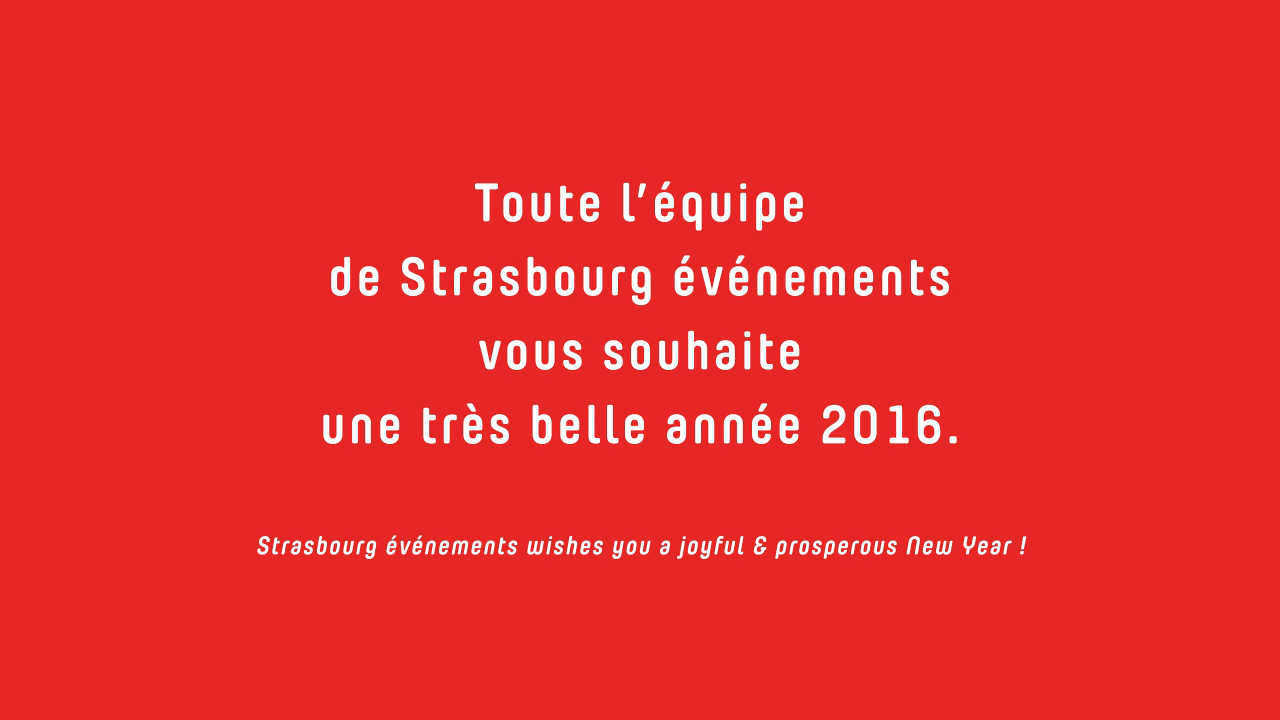 Toute l’équipe
de Strasbourg événements
vous souhaite
une très belle année 2016.
Strasbourg événements wishes you a joyful & prosperous New Year !